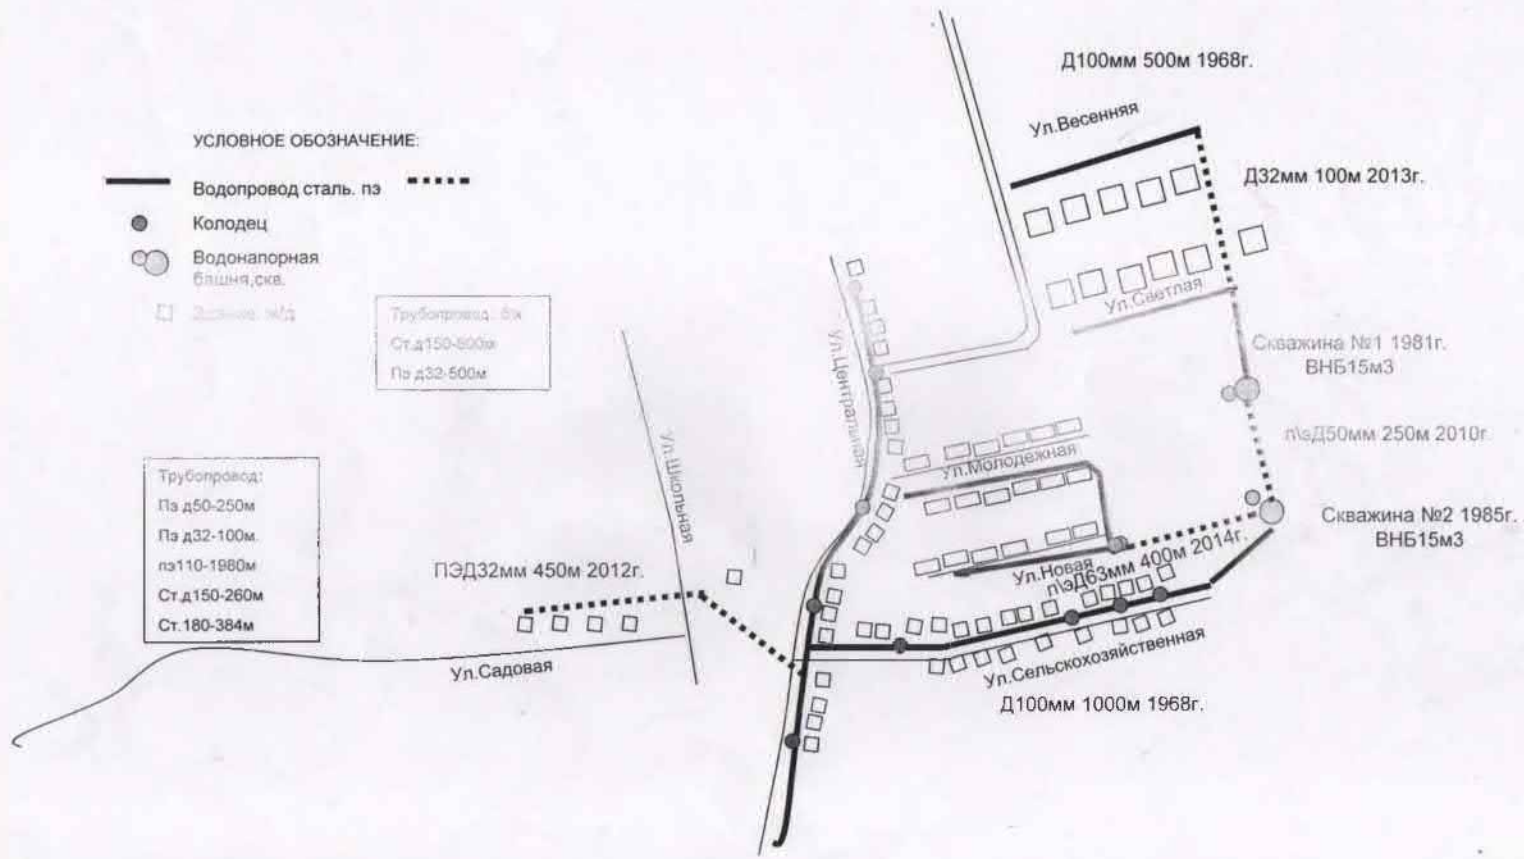 Д100мм 500м 1968г.
Ул.Весенняя
УСЛОВНОЕ ОБОЗНАЧЕНИЕ:
Водопровод сталь. пэ
Д32мм 100м 2013г.
Колодец
Водонапорная
башня,скв.
Ул.Светлая
Трубопровод.
Ст.д150-800м
Пэ д32-500м
Скважина №1 1981г.
ВНБ15м3
Ул.Центральная
Ул.Школьная
п\эД50мм 250м 2010г.
ул.Молодежная
Трубопровод:
Пэ д50-250м
Пэ д32-100м.
пэ110-1980м
Ст.д150-260м
Ст.180-384м
Скважина №2 1985г.
ВНБ15м3
ПЭД32мм 450м 2012г.
Ул.Новая
п\эД63мм 400м 2014г.
Ул.Садовая
Ул.Сельскохозяйственная
Д100мм 1000м 1968г.